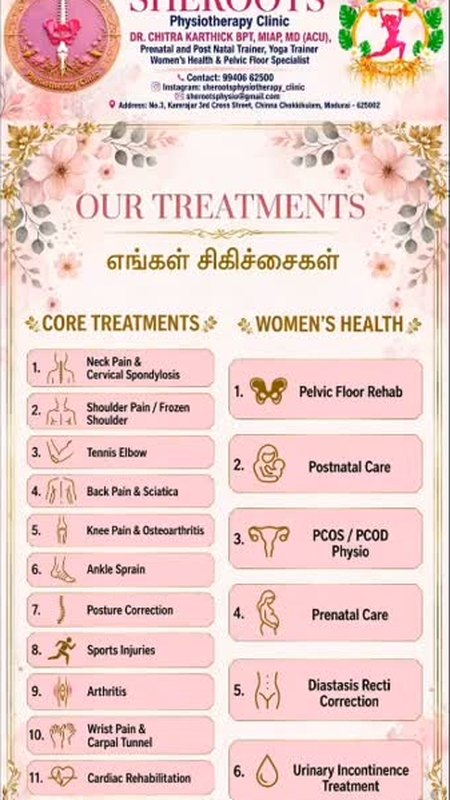 SHEROOTS
Physiotherapy Clinic
DR. CHITRA KARTHICK BPT, MIAP, MD (ACU),
Prenatal and Post Natal Trainer, Yoga Trainer
Women's Health & Pelvic Floor Specialist
Contact: 99406 62500
Instagram: sherootsphysiotherapy_clinic
sherootsphysio@gmail.com
Address: No.3, Kamrajar 3rd Cross Street, Chinna Chokkikulam, Madurai - 625002
Physiotherapy Clinic
OUR TREATMENTS
எங்கள் சிகிச்சைகள்
CORE TREATMENTS
1. Neck Pain &
Cervical Spondylosis
2. Shoulder Pain / Frozen
Shoulder
3. Tennis Elbow
4. Back Pain & Sciatica
5. Knee Pain & Osteoarthritis
6. Ankle Sprain
7. Posture Correction
8. Sports Injuries
9. Arthritis
10. Wrist Pain &
Carpal Tunnel
11. Cardiac Rehabilitation
WOMEN'S HEALTH
1. Pelvic Floor Rehab
2. Postnatal Care
3. PCOS / PCOD
Physio
4. Prenatal Care
5. Diastasis Recti
Correction
6. Urinary Incontinence
Treatment